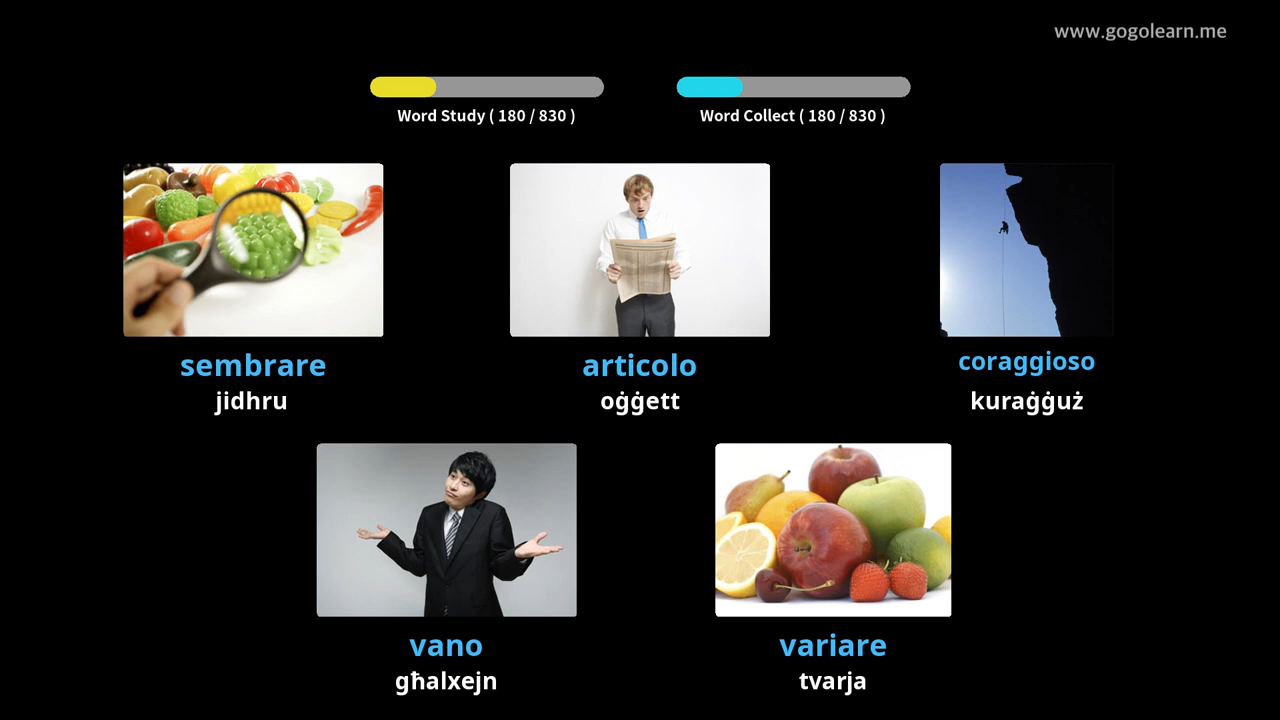 www.gogolearn.me
Word Study ( 180 / 830 )
Word Collect ( 180 / 830 )
sembrare
jidhru
articolo
oġġett
coraggioso
kuraġġuż
vano
għalxejn
variare
tvarja